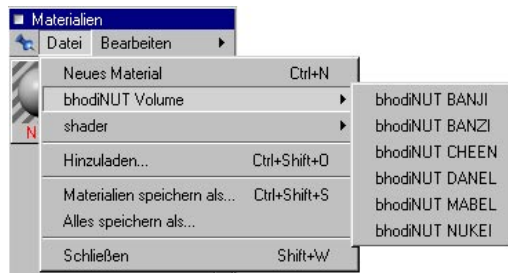 Materialien
Datei Bearbeiten
Neues Material Ctrl+N
bhodiNUT Volume
shader
Hinzuladen... Ctrl+Shift+O
Materialien speichern als... Ctrl+Shift+S
Alles speichern als...
Schließen Shift+W
N
bhodiNUT BANJI
bhodiNUT BANZI
bhodiNUT CHEEN
bhodiNUT DANEL
bhodiNUT MABEL
bhodiNUT NUKEI